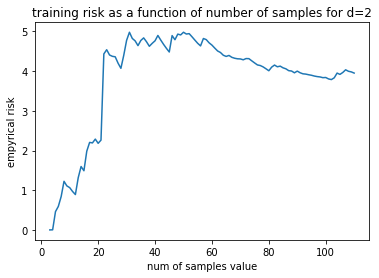 training risk as a function of number of samples for d=2
empyrical risk
5
4
3
2
1
0
0 20 40 60 80 100
num of samples value